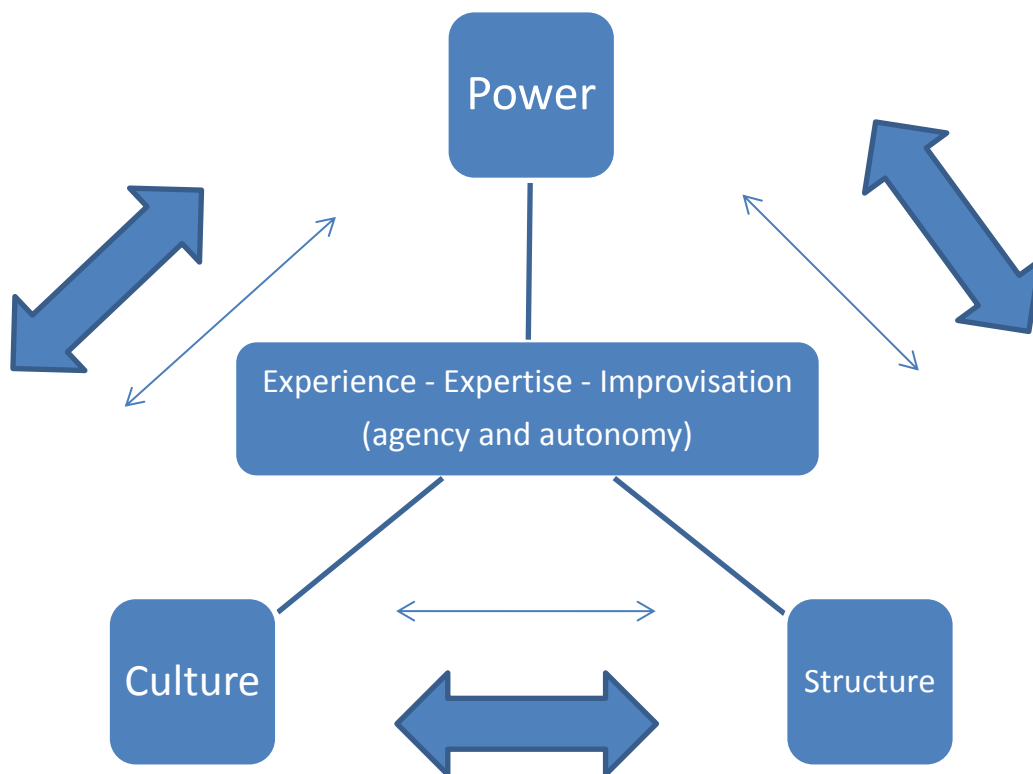 Power
Experience - Expertise - Improvisation
(agency and autonomy)
Culture
Structure